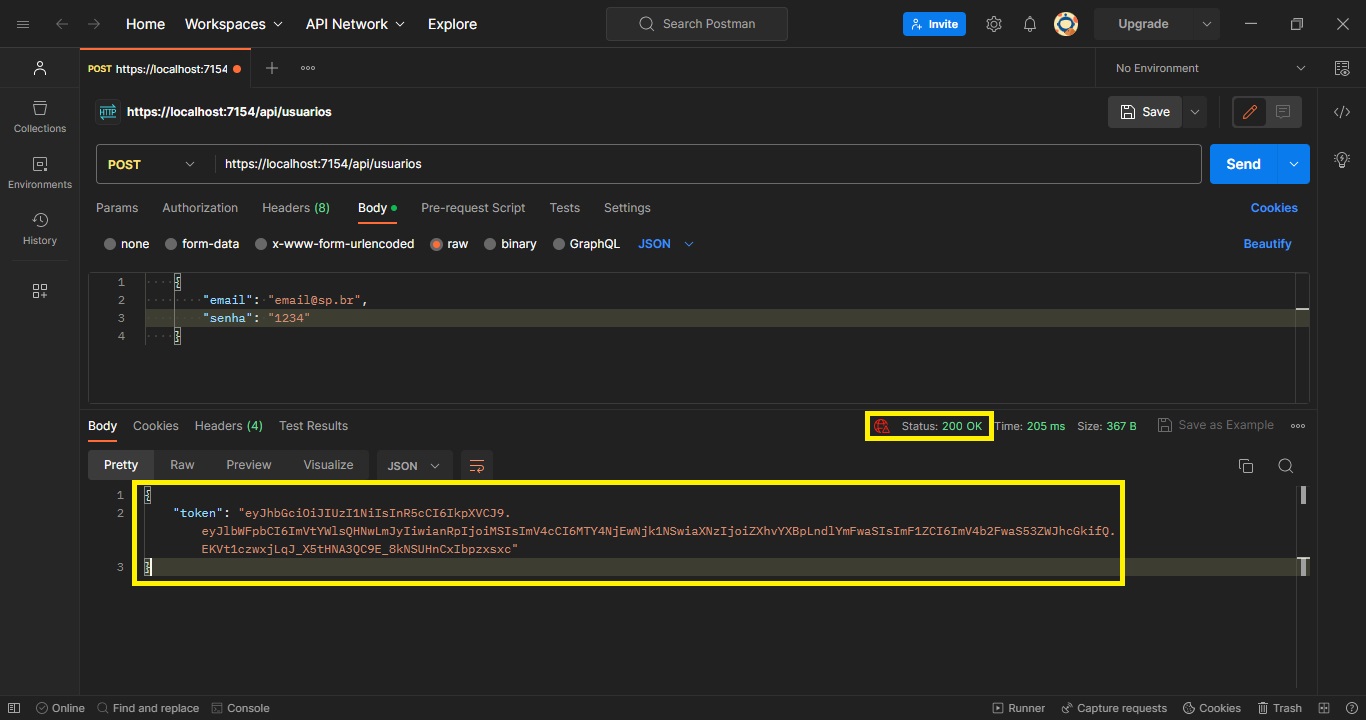 Home Workspaces API Network Explore Search Postman Invite Upgrade
POST https://localhost:7154 No Environment
HTTP https://localhost:7154/api/usuarios Save
Collections
POST https://localhost:7154/api/usuarios Send
Environments
Params Authorization Headers (8) Body Pre-request Script Tests Settings Cookies
History
none form-data x-www-form-urlencoded raw binary GraphQL JSON Beautify
1 {
2 "email": "email@sp.br",
3 "senha": "1234"
4 }
Body Cookies Headers (4) Test Results Status: 200 OK Time: 205 ms Size: 367 B Save as Example
Pretty Raw Preview Visualize JSON
1 {
2 "token": "eyJhbGciOiJIUzI1NiIsInR5cCI6IkpXVCJ9.
eyJlbWFpbCI6ImVtYWlsQHNwLmJyIiwianRpIjoiMSIsImV4cCI6MTY4NjEwNjk1NSwiaXNzIjoiZXhvYXBpLndlYmFwaSIsImF1ZCI6ImV4b2FwaS53ZWJhcGkifQ.
EKVt1czwxjLqJ_X5tHNA3QC9E_8kNSUHnCxIbpzxsxc"
3 }
Online Find and replace Console Runner Capture requests Cookies Trash